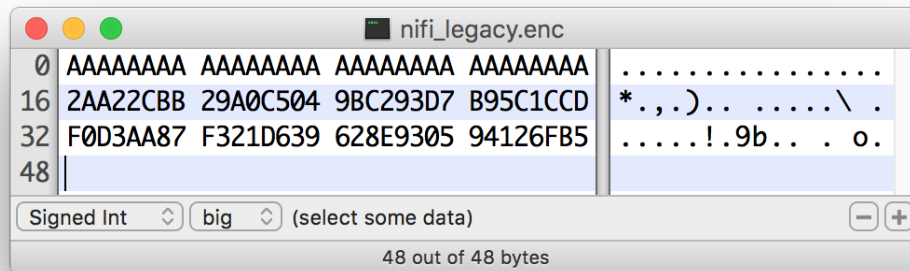 nifi_legacy.enc
0 AAAAAAAA AAAAAAAA AAAAAAAA AAAAAAAA ................
16 2AA22CBB 29A0C504 9BC293D7 B95C1CCD *.,.).. .....\ .
32 F0D3AA87 F321D639 628E9305 94126FB5 .....!.9b.. . o.
48
Signed Int big (select some data)
48 out of 48 bytes